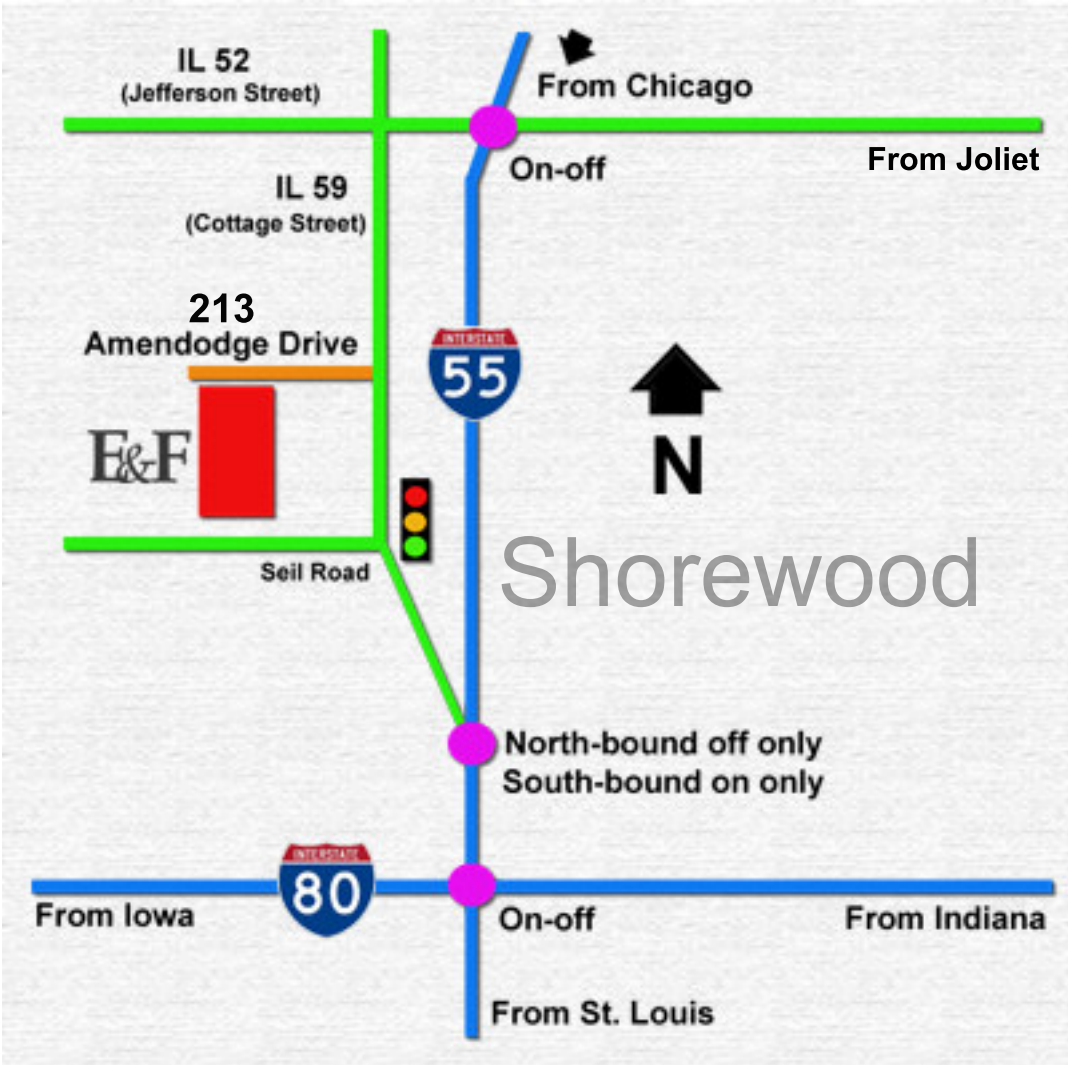 IL 52
(Jefferson Street)
From Chicago
From Joliet
On-off
IL 59
(Cottage Street)
213
Amendodge Drive
INTERSTATE
55
E&F
N
Shorewood
Seil Road
North-bound off only
South-bound on only
INTERSTATE
80
From Iowa
On-off
From Indiana
From St. Louis